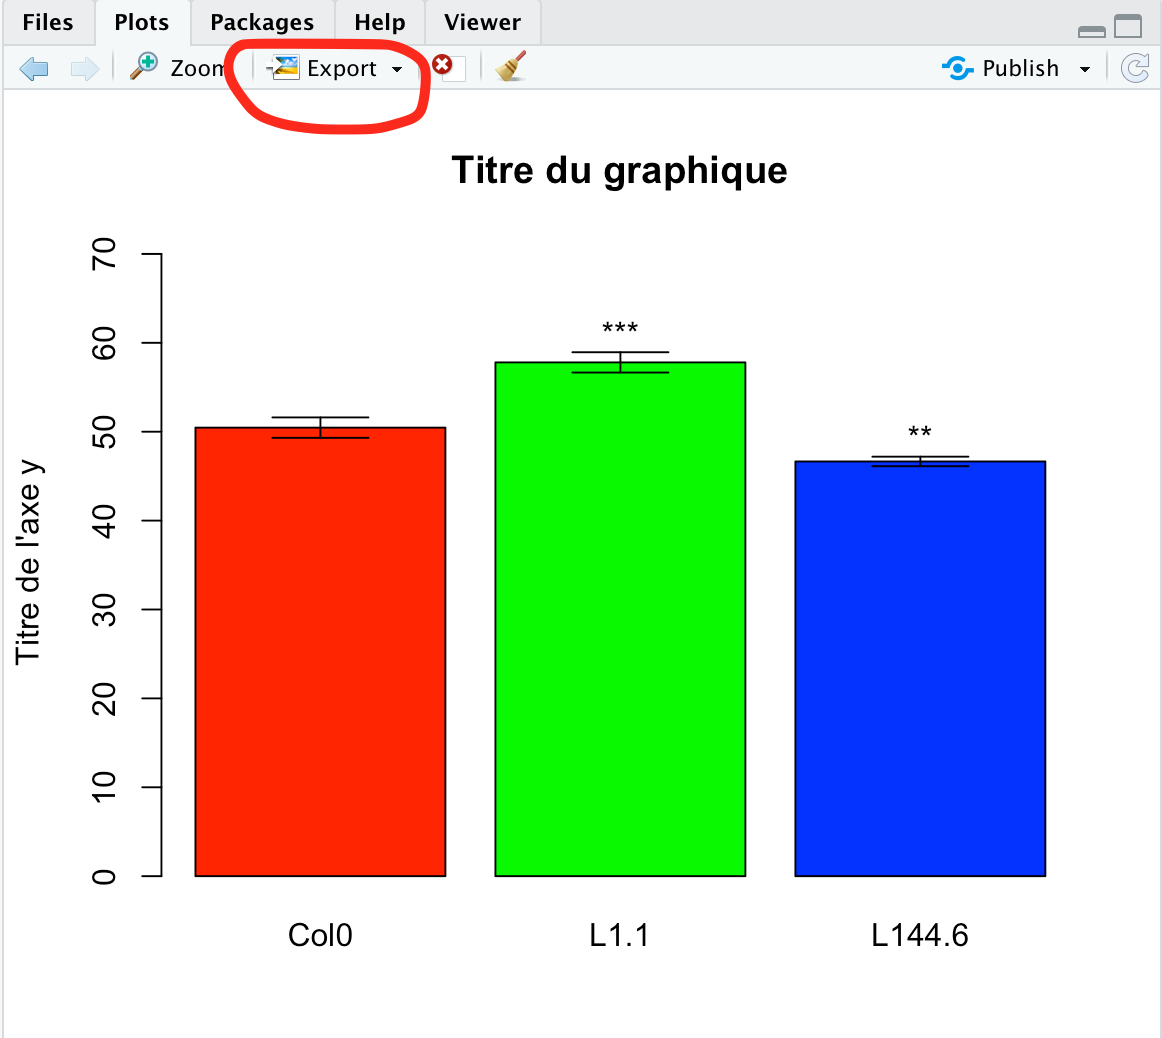 Files Plots Packages Help Viewer
Zoom Export Publish
Titre du graphique
***
**
70
60
50
40
30
20
10
0
Titre de l'axe y
Col0 L1.1 L144.6